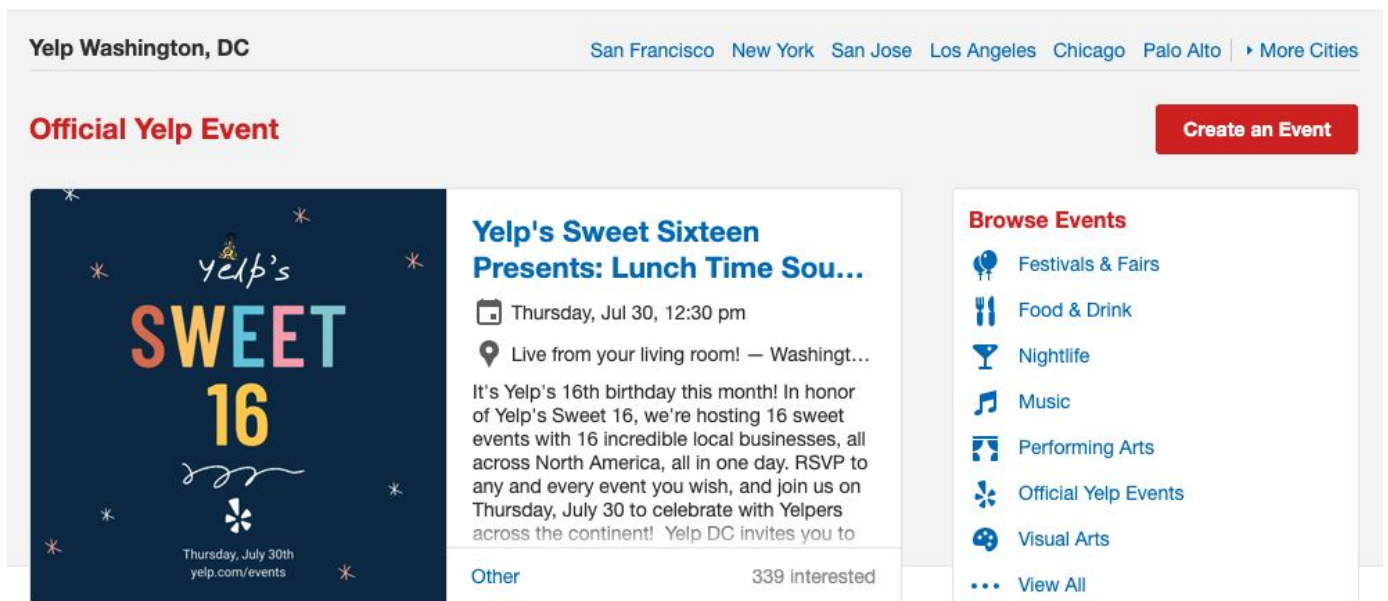 Yelp Washington, DC
San Francisco New York San Jose Los Angeles Chicago Palo Alto More Cities
Official Yelp Event
Create an Event
yelp's
SWEET
16
Thursday, July 30th
yelp.com/events
Yelp's Sweet Sixteen
Presents: Lunch Time Sou...
Thursday, Jul 30, 12:30 pm
Live from your living room! — Washingt...
It's Yelp's 16th birthday this month! In honor
of Yelp's Sweet 16, we're hosting 16 sweet
events with 16 incredible local businesses, all
across North America, all in one day. RSVP to
any and every event you wish, and join us on
Thursday, July 30 to celebrate with Yelpers
across the continent! Yelp DC invites you to
Other
339 interested
Browse Events
Festivals & Fairs
Food & Drink
Nightlife
Music
Performing Arts
Official Yelp Events
Visual Arts
View All